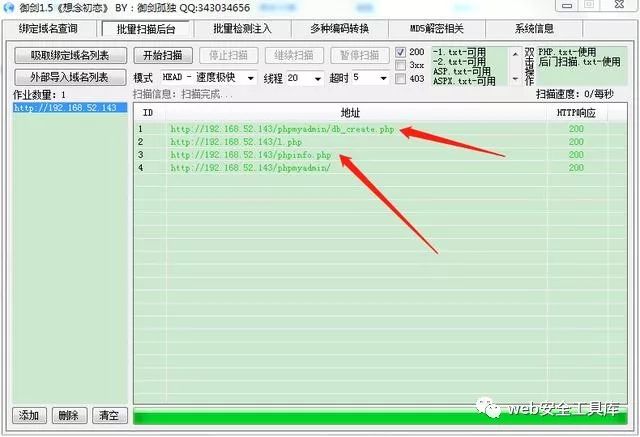 御剑1.5《想念初恋》 BY：御剑孤独 QQ:343034656
绑定域名查询 批量扫描后台 批量检测注入 多种编码转换 MD5解密相关 系统信息
吸取绑定域名列表 开始扫描 停止扫描 继续扫描 暂停扫描 200 -1.txt-可用 双击操作 PHP.txt-使用
3xx -2.txt-可用 后门扫描.txt-使用
外部导入域名列表 模式 HEAD - 速度极快 线程 20 超时 5 403 ASP.txt-可用
ASPX.txt-可用
作业数量：1 扫描信息：扫描完成... 扫描速度：0/每秒
http://192.168.52.143 ID 地址 HTTP响应
1 http://192.168.52.143/phpmyadmin/db_create.php 200
2 http://192.168.52.143/l.php 200
3 http://192.168.52.143/phpinfo.php 200
4 http://192.168.52.143/phpmyadmin/ 200
添加 删除 清空
web安全工具库